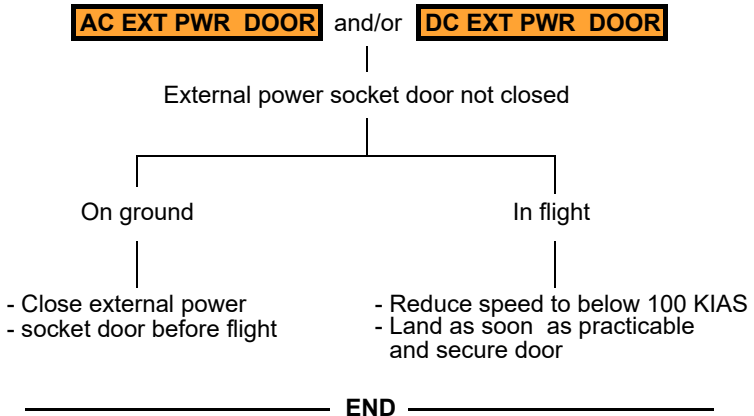 AC EXT PWR DOOR and/or DC EXT PWR DOOR
External power socket door not closed
On ground
In flight
- Close external power
- socket door before flight
- Reduce speed to below 100 KIAS
- Land as soon as practicable
and secure door
END